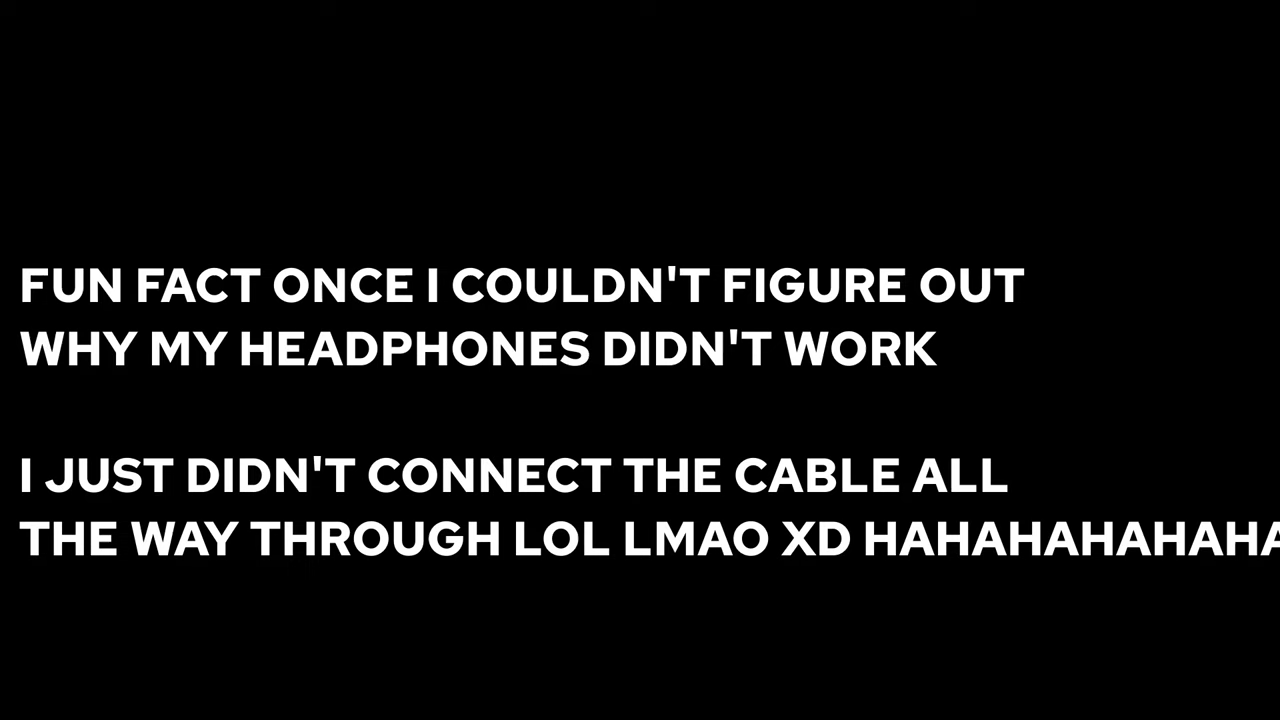 FUN FACT ONCE I COULDN'T FIGURE OUT
WHY MY HEADPHONES DIDN'T WORK
I JUST DIDN'T CONNECT THE CABLE ALL
THE WAY THROUGH LOL LMAO XD HAHAHAHAHAHA